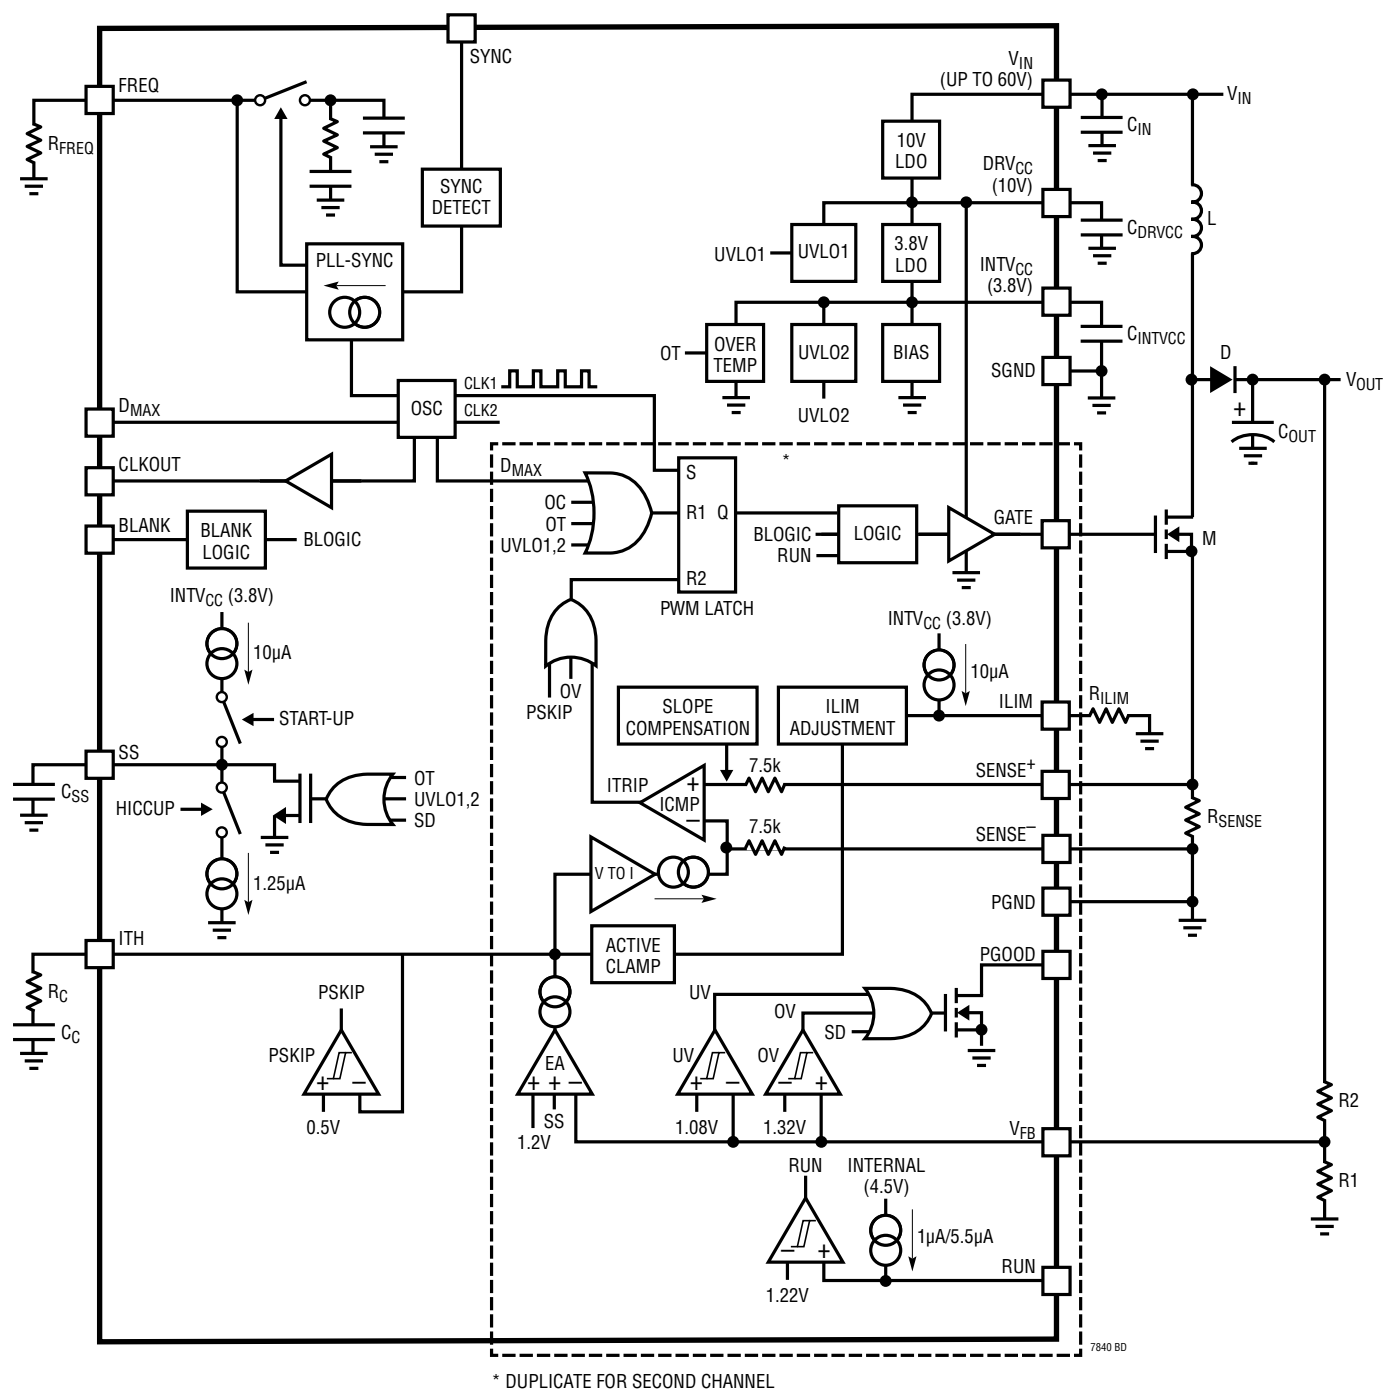 SYNC
FREQ
RFREQ
SYNC
DETECT
PLL-SYNC
VIN
(UP TO 60V)
VIN
CIN
10V
LDO
DRVCC
(10V)
CDRVCC
L
UVLO1
UVLO1
3.8V
LDO
INTVCC
(3.8V)
CINTVCC
OT
OVER
TEMP
UVLO2
BIAS
UVLO2
SGND
D
VOUT
+
COUT
DMAX
OSC
CLK1
CLK2
CLKOUT
BLANK
BLANK
LOGIC
BLOGIC
*
DMAX
OC
OT
UVLO1,2
S
R1 Q
R2
PWM LATCH
BLOGIC
RUN
LOGIC
GATE
M
INTVCC (3.8V)
10µA
START-UP
SS
CSS
HICCUP
OT
UVLO1,2
SD
1.25µA
PSKIP
OV
INTVCC (3.8V)
10µA
SLOPE
COMPENSATION
ILIM
ADJUSTMENT
ILIM
RILIM
ITRIP
+
ICMP
−
7.5k
7.5k
SENSE+
SENSE−
RSENSE
V TO I
PGND
ITH
RC
CC
ACTIVE
CLAMP
PGOOD
PSKIP
PSKIP
+ −
0.5V
EA
+ + −
SS
1.2V
UV
UV
+ −
1.08V
OV
OV
− +
1.32V
SD
VFB
R2
R1
RUN
− +
1.22V
INTERNAL
(4.5V)
1µA/5.5µA
RUN
7840 BD
* DUPLICATE FOR SECOND CHANNEL